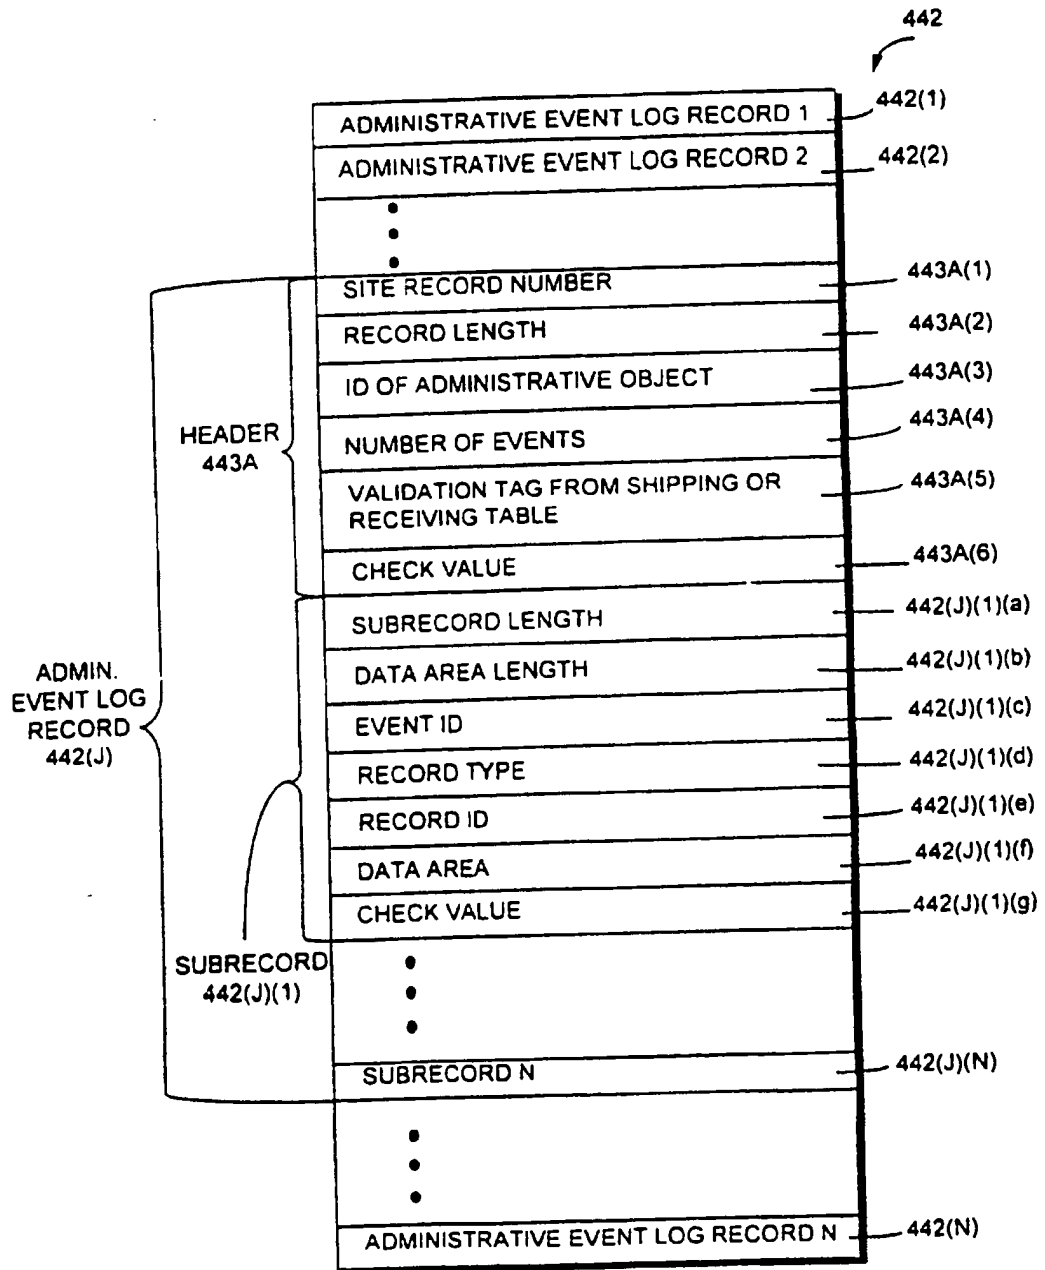 442
ADMINISTRATIVE EVENT LOG RECORD 1
442(1)
ADMINISTRATIVE EVENT LOG RECORD 2
442(2)
SITE RECORD NUMBER
443A(1)
RECORD LENGTH
443A(2)
ID OF ADMINISTRATIVE OBJECT
443A(3)
HEADER
443A
NUMBER OF EVENTS
443A(4)
VALIDATION TAG FROM SHIPPING OR
RECEIVING TABLE
443A(5)
CHECK VALUE
443A(6)
SUBRECORD LENGTH
442(J)(1)(a)
DATA AREA LENGTH
442(J)(1)(b)
ADMIN.
EVENT LOG
RECORD
442(J)
EVENT ID
442(J)(1)(c)
RECORD TYPE
442(J)(1)(d)
RECORD ID
442(J)(1)(e)
DATA AREA
442(J)(1)(f)
CHECK VALUE
442(J)(1)(g)
SUBRECORD
442(J)(1)
SUBRECORD N
442(J)(N)
ADMINISTRATIVE EVENT LOG RECORD N
442(N)